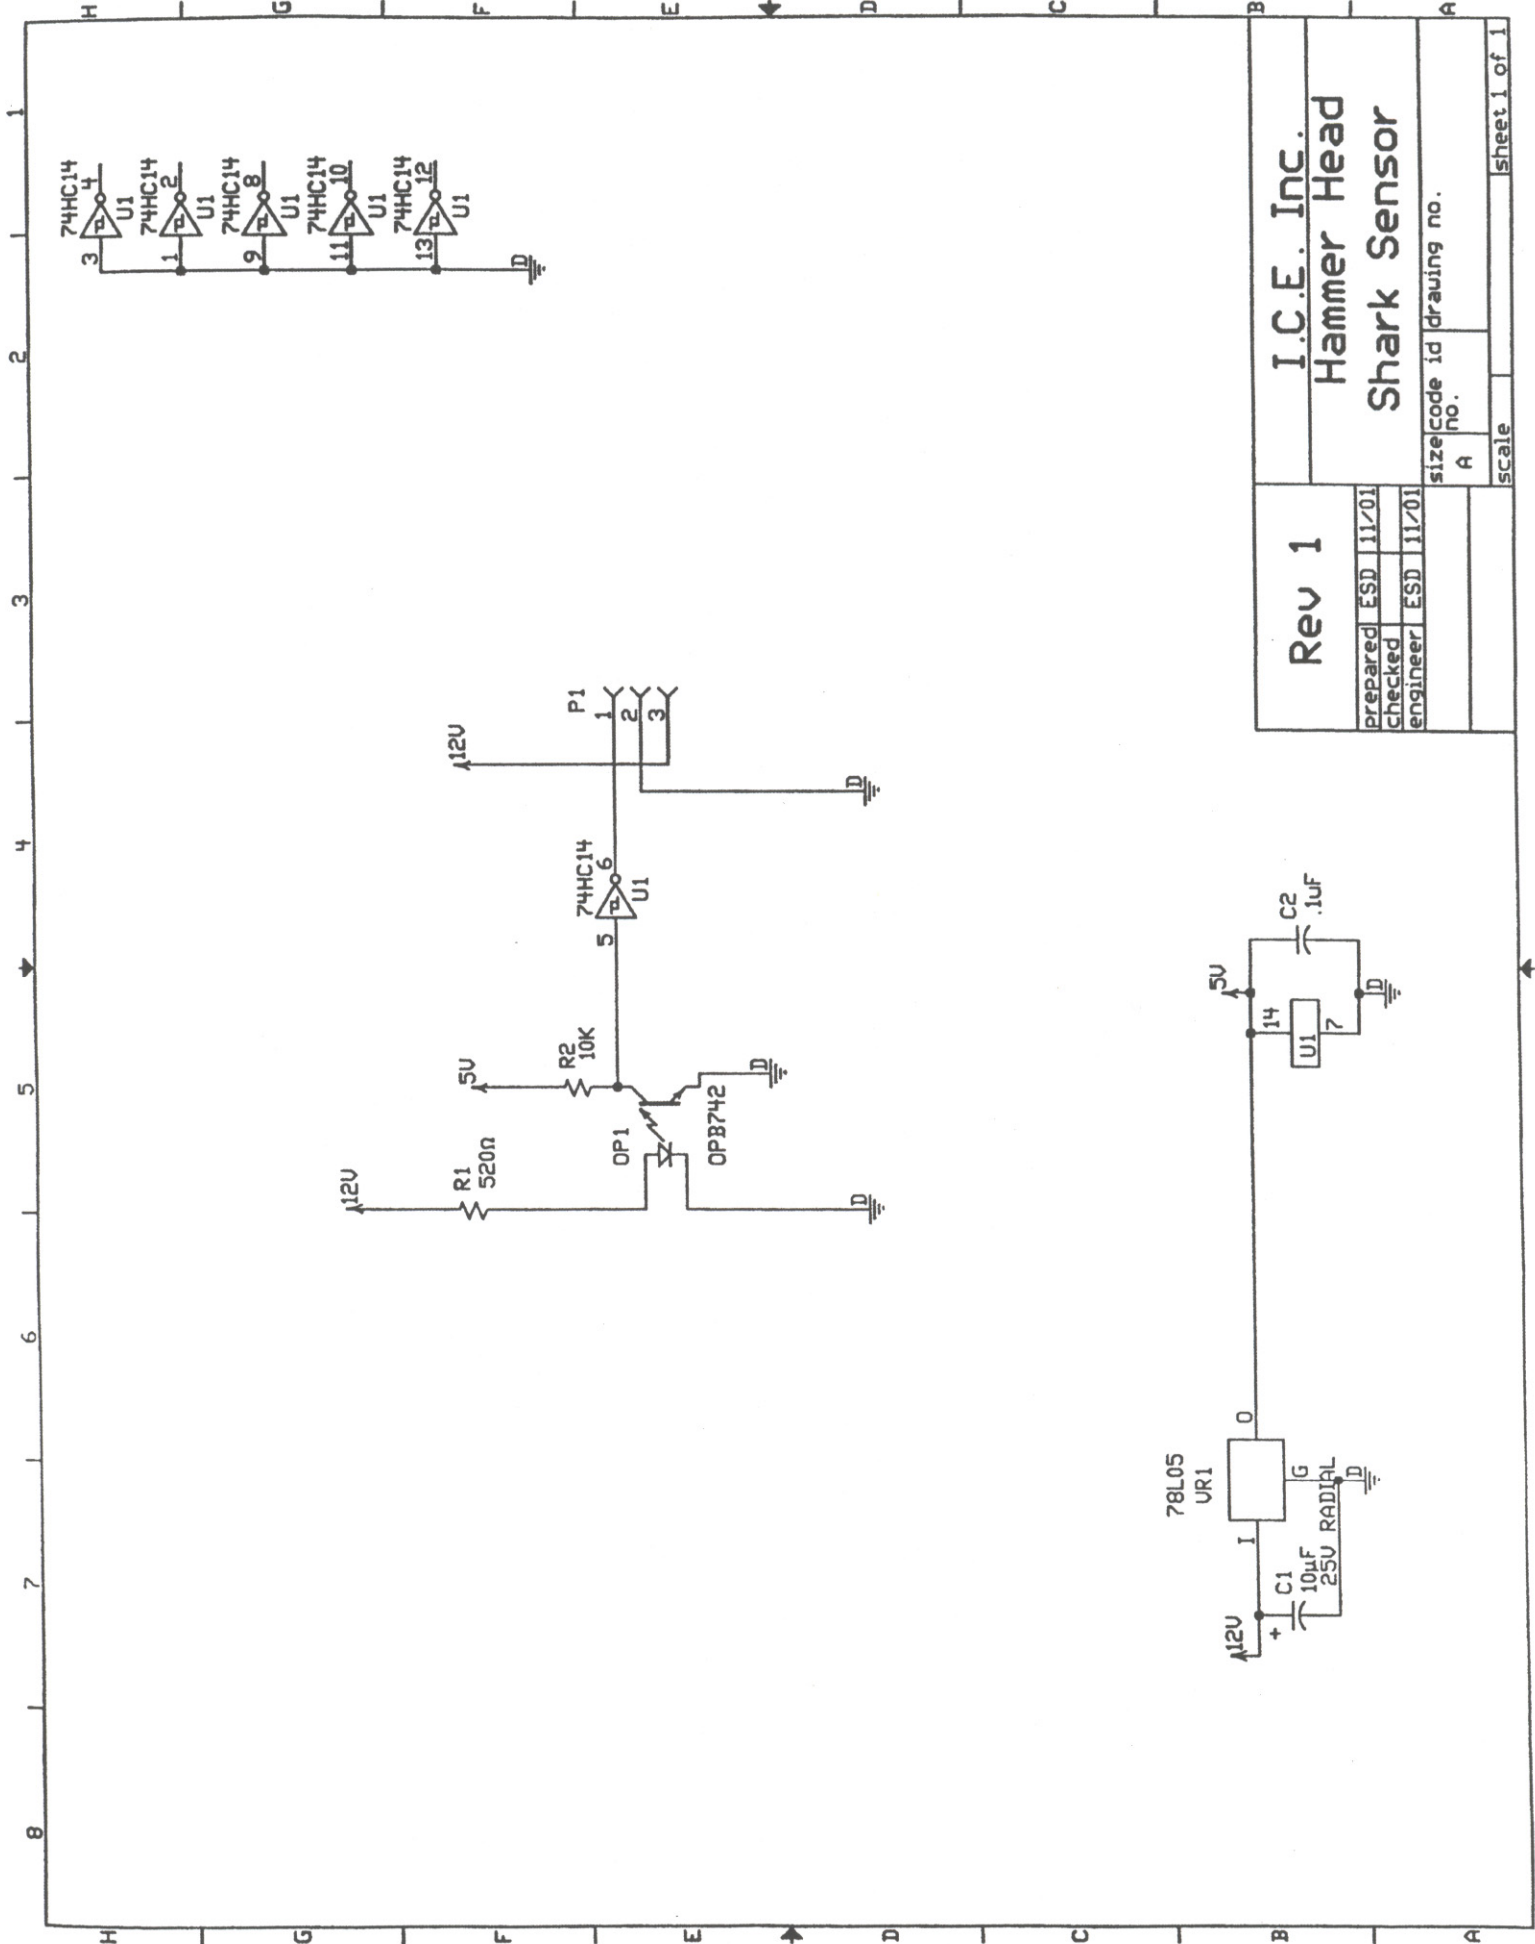 8 7 6 5 4 3 2 1
H
G
F
E
D
C
B
A
H
G
F
E
D
C
B
A
74HC14
3 4
U1
74HC14
1 2
U1
74HC14
9 8
U1
74HC14
11 10
U1
74HC14
13 12
U1
D
12V
R1
520Ω
5V
R2
10K
OP1
OPB742
D
D
74HC14
5 6
U1
12V
P1
1
2
3
D
78L05
VR1
12V
I O
G
+
C1
10µF
25V RADIAL
D
5V
14
U1
7
C2
.1uF
D
Rev 1
prepared ESD 11/01
checked
engineer ESD 11/01
I.C.E. Inc.
Hammer Head
Shark Sensor
size code id drawing no.
no.
A
scale sheet 1 of 1